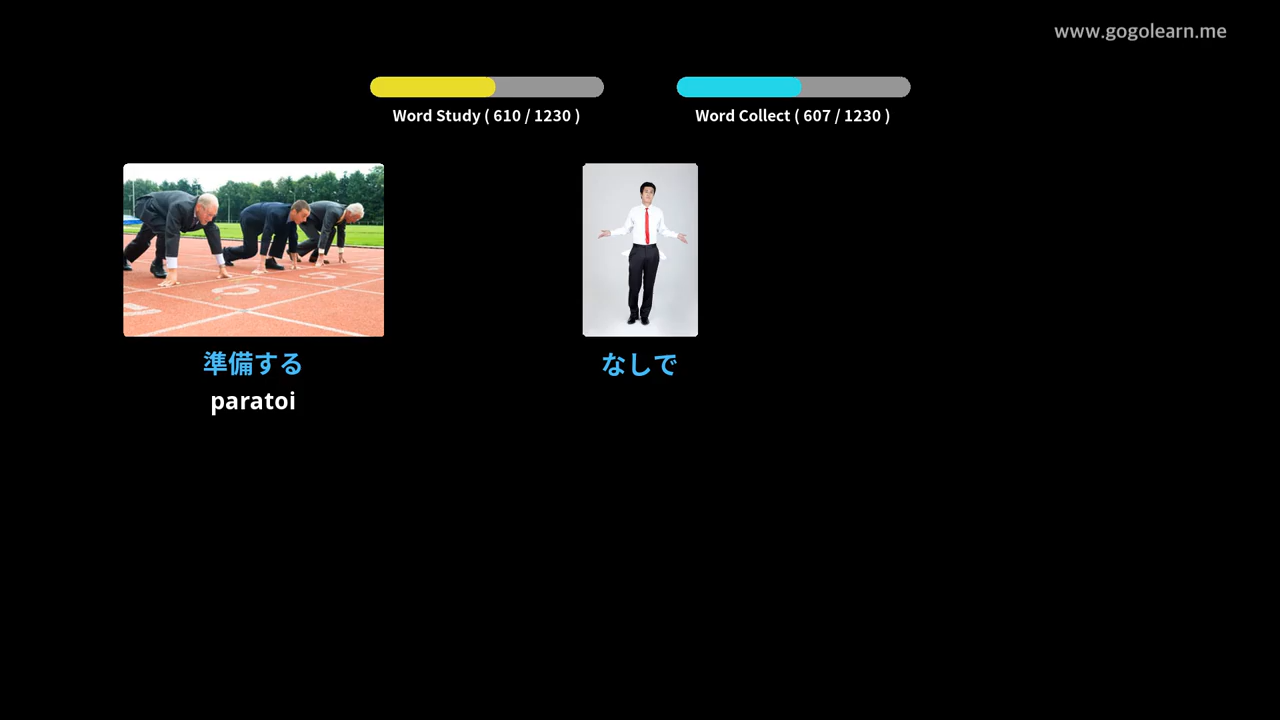 www.gogolearn.me
Word Study ( 610 / 1230 )
Word Collect ( 607 / 1230 )
準備する
paratoi
なしで